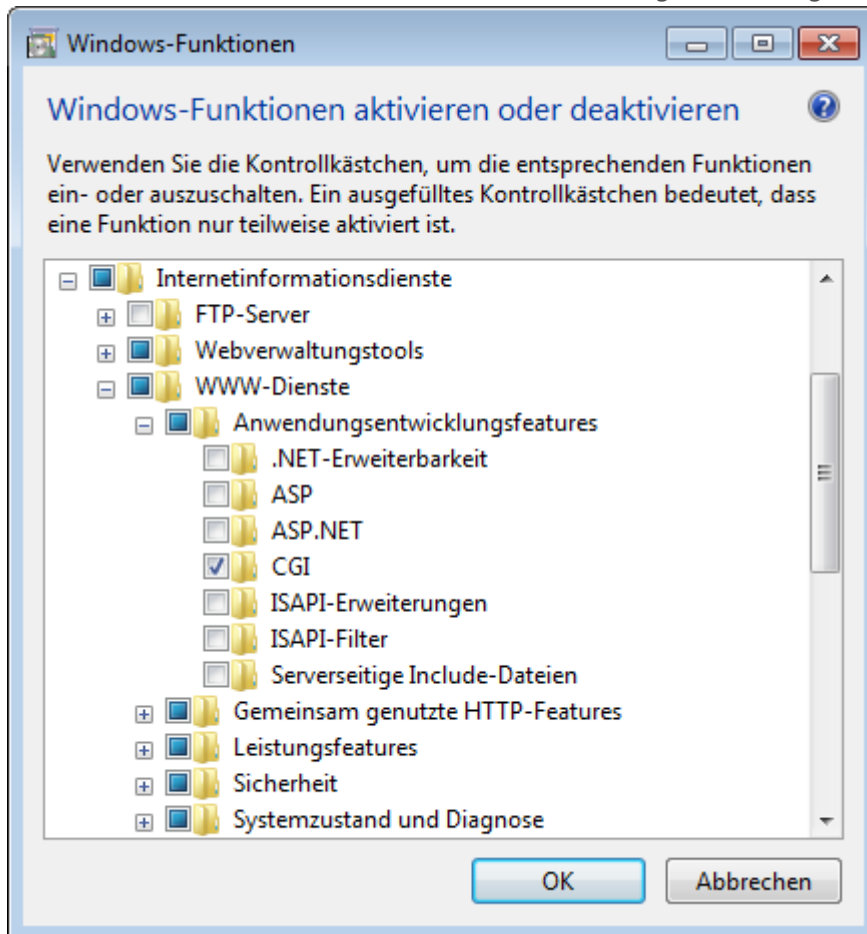 Windows-Funktionen
Windows-Funktionen aktivieren oder deaktivieren
Verwenden Sie die Kontrollkästchen, um die entsprechenden Funktionen
ein- oder auszuschalten. Ein ausgefülltes Kontrollkästchen bedeutet, dass
eine Funktion nur teilweise aktiviert ist.
Internetinformationsdienste
FTP-Server
Webverwaltungstools
WWW-Dienste
Anwendungsentwicklungsfeatures
.NET-Erweiterbarkeit
ASP
ASP.NET
CGI
ISAPI-Erweiterungen
ISAPI-Filter
Serverseitige Include-Dateien
Gemeinsam genutzte HTTP-Features
Leistungsfeatures
Sicherheit
Systemzustand und Diagnose
OK Abbrechen